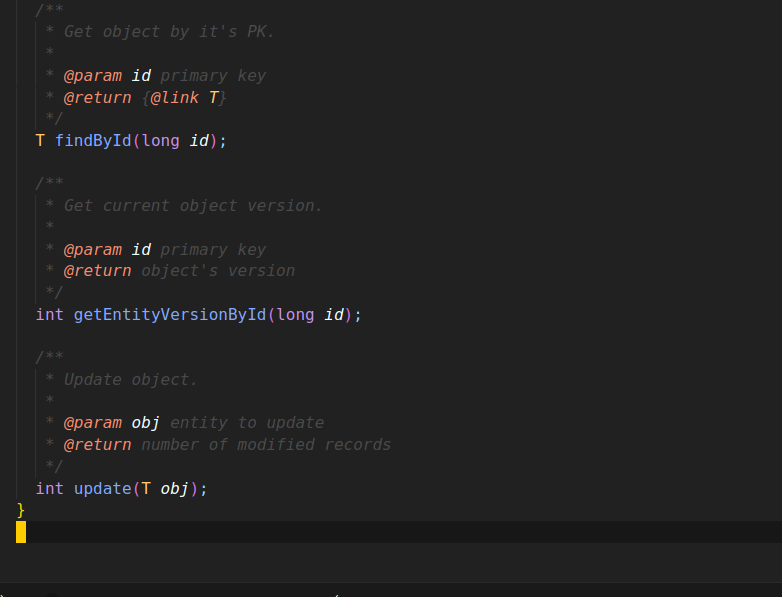 /**
 * Get object by it's PK.
 *
 * @param id primary key
 * @return {@link T}
 */
T findById(long id);

/**
 * Get current object version.
 *
 * @param id primary key
 * @return object's version
 */
int getEntityVersionById(long id);

/**
 * Update object.
 *
 * @param obj entity to update
 * @return number of modified records
 */
int update(T obj);
}